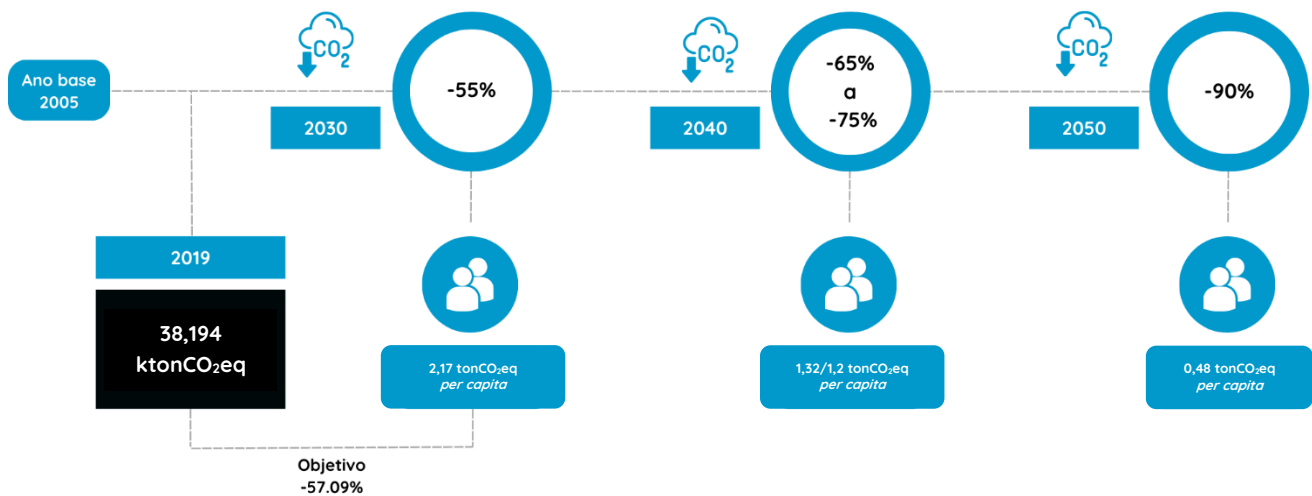 CO₂
CO₂
CO₂
Ano base
2005
-55%
-65%
a
-75%
-90%
2030
2040
2050
2019
38,194
ktonCO₂eq
2,17 tonCO₂eq
per capita
1,32/1,2 tonCO₂eq
per capita
0,48 tonCO₂eq
per capita
Objetivo
-57.09%